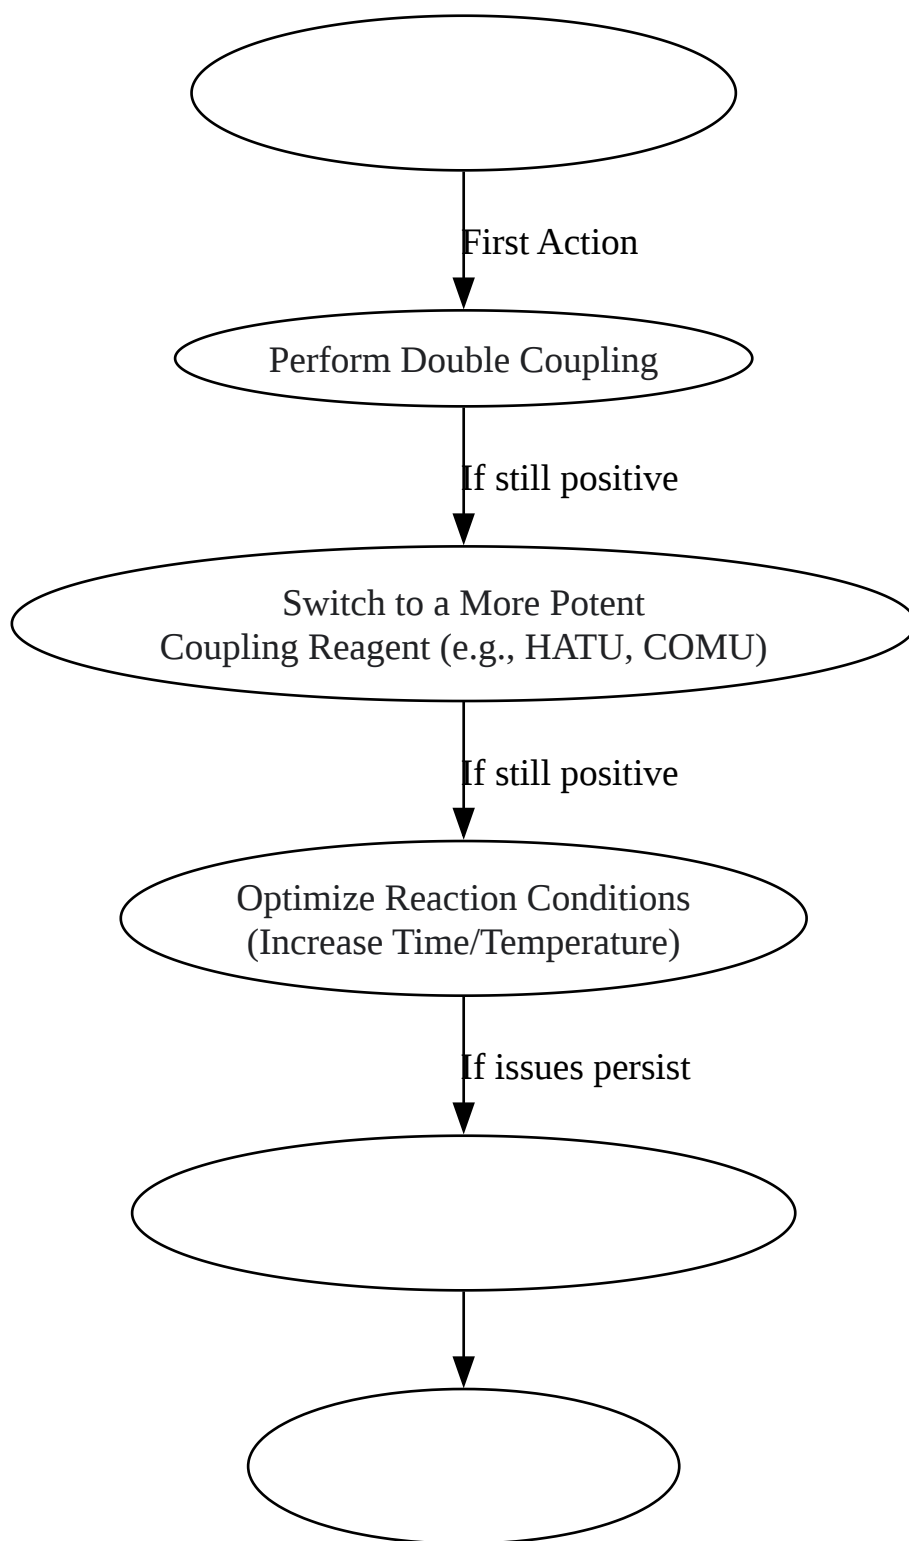 First Action
Perform Double Coupling
If still positive
Switch to a More Potent
Coupling Reagent (e.g., HATU, COMU)
If still positive
Optimize Reaction Conditions
(Increase Time/Temperature)
If issues persist